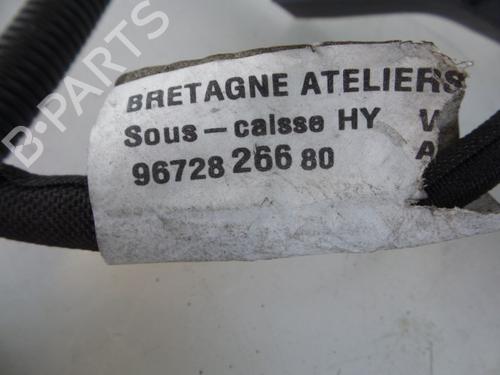 BRETAGNE ATELIERS
Sous-caisse HY V
96728 266 80 A
B-PARTS